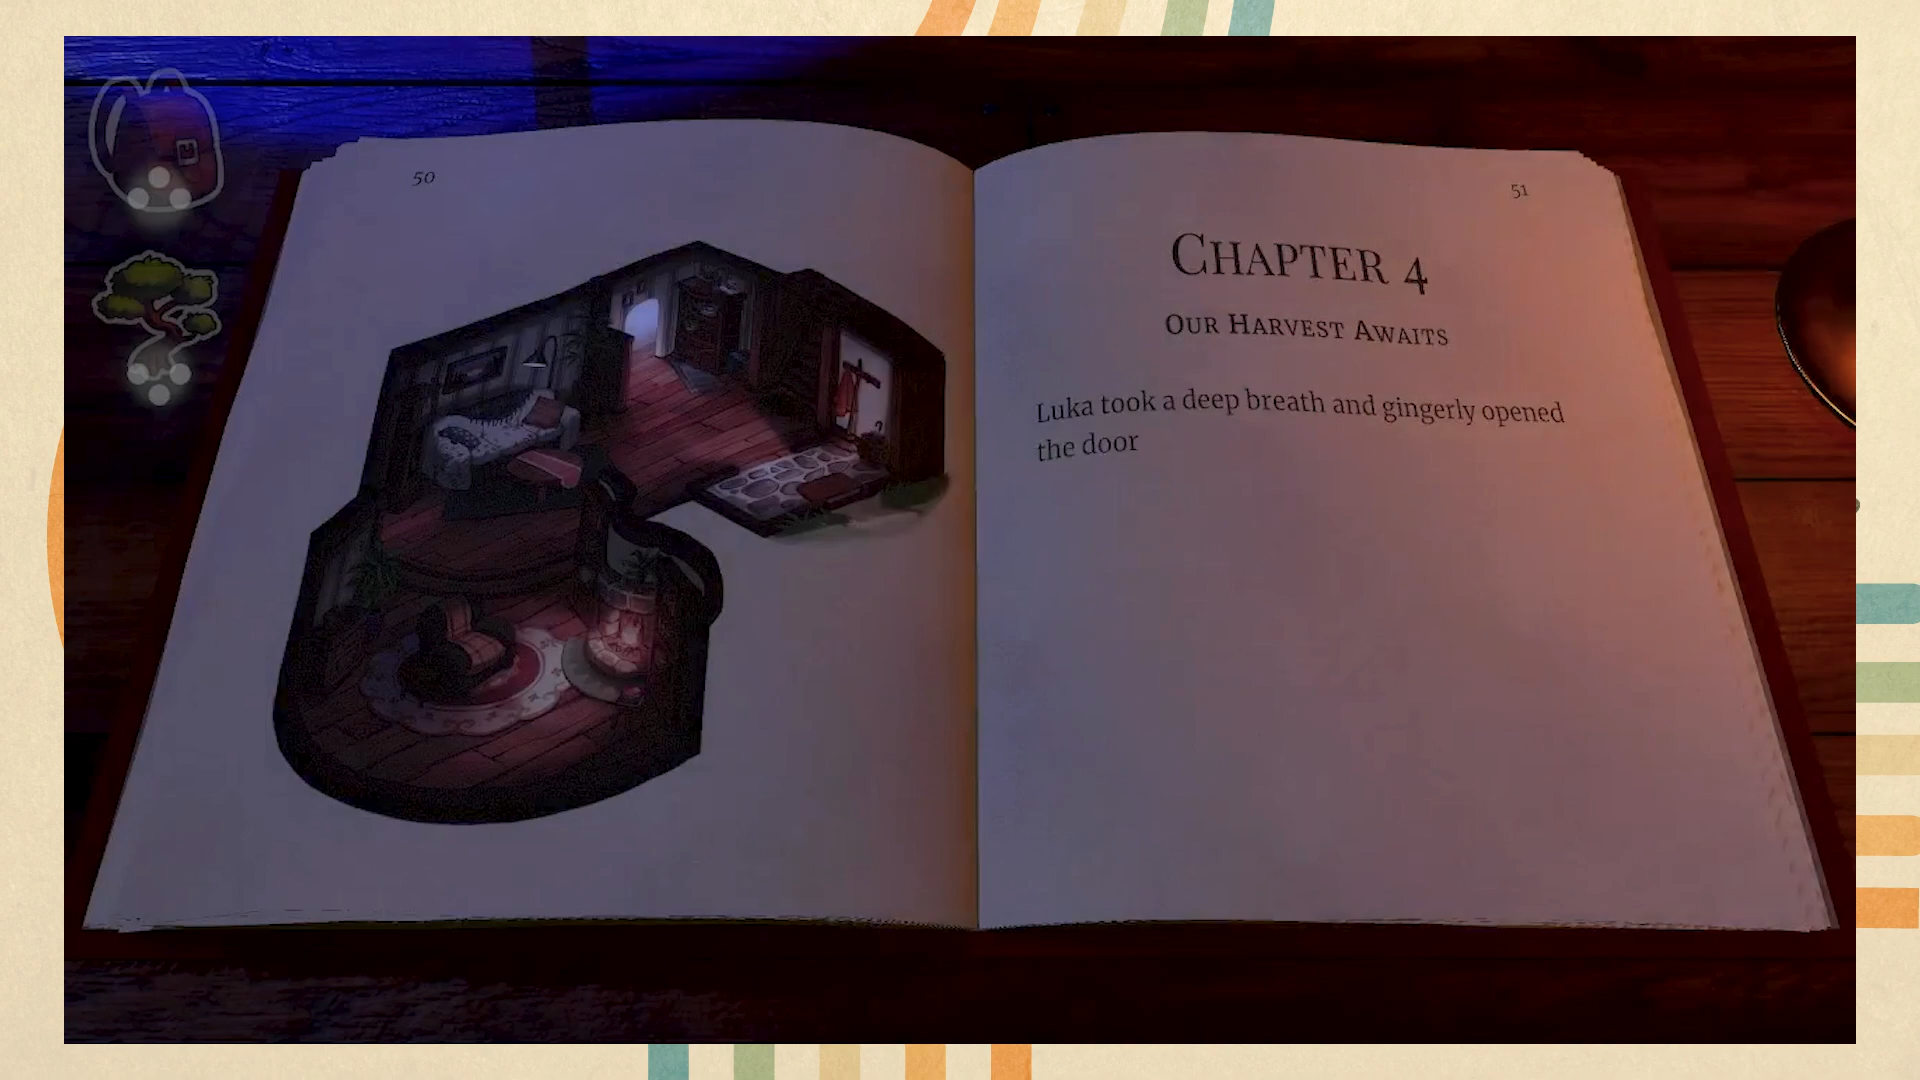 50
51
Chapter 4
Our Harvest Awaits
Luka took a deep breath and gingerly opened
the door